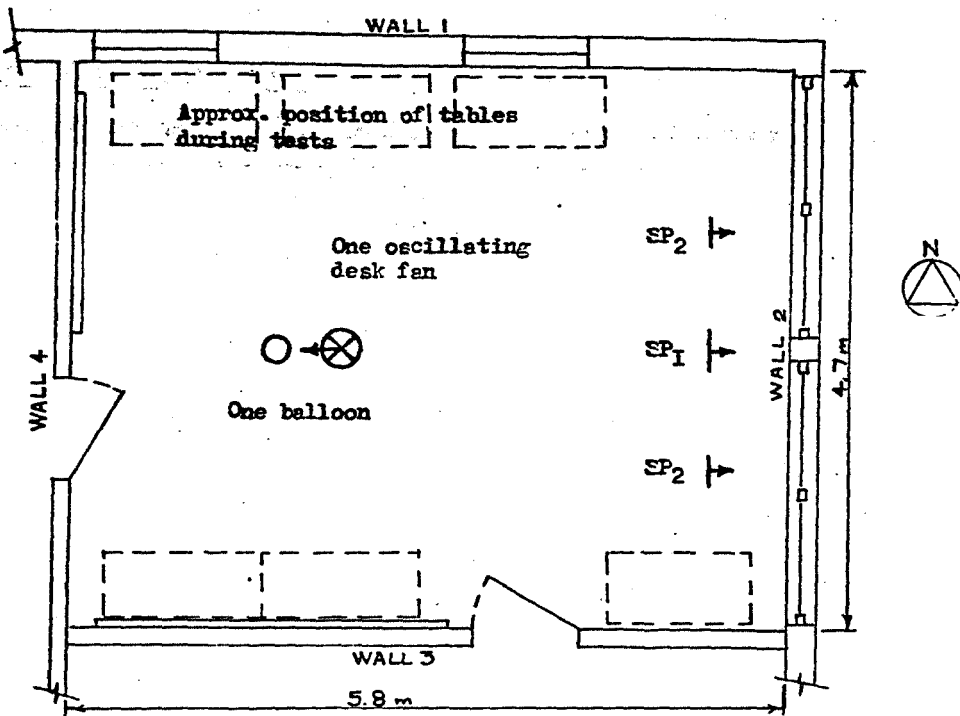 WALL 1
Approx. position of tables
during tests
One oscillating
desk fan
SP2
N
SP1
WALL 2
4,7m
WALL 4
One balloon
SP2
WALL 3
5.8 m